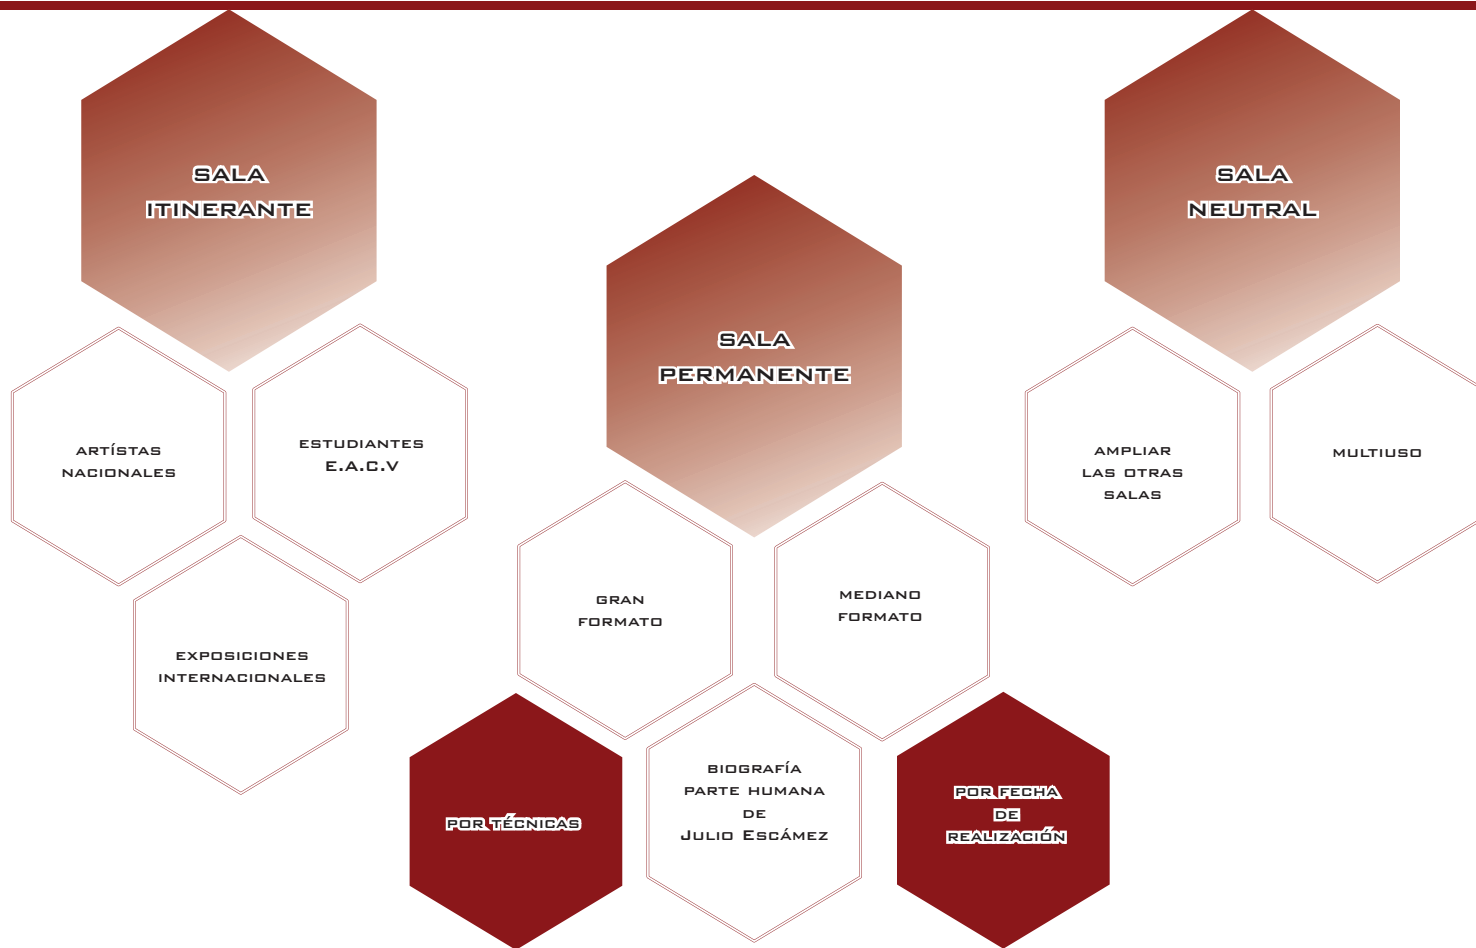 SALA
ITINERANTE
ARTÍSTAS
NACIONALES
ESTUDIANTES
E.A.C.V
EXPOSICIONES
INTERNACIONALES
SALA
PERMANENTE
GRAN
FORMATO
MEDIANO
FORMATO
POR TÉCNICAS
BIOGRAFÍA
PARTE HUMANA
DE
JULIO ESCÁMEZ
POR FECHA
DE
REALIZACIÓN
SALA
NEUTRAL
AMPLIAR
LAS OTRAS
SALAS
MULTIUSO